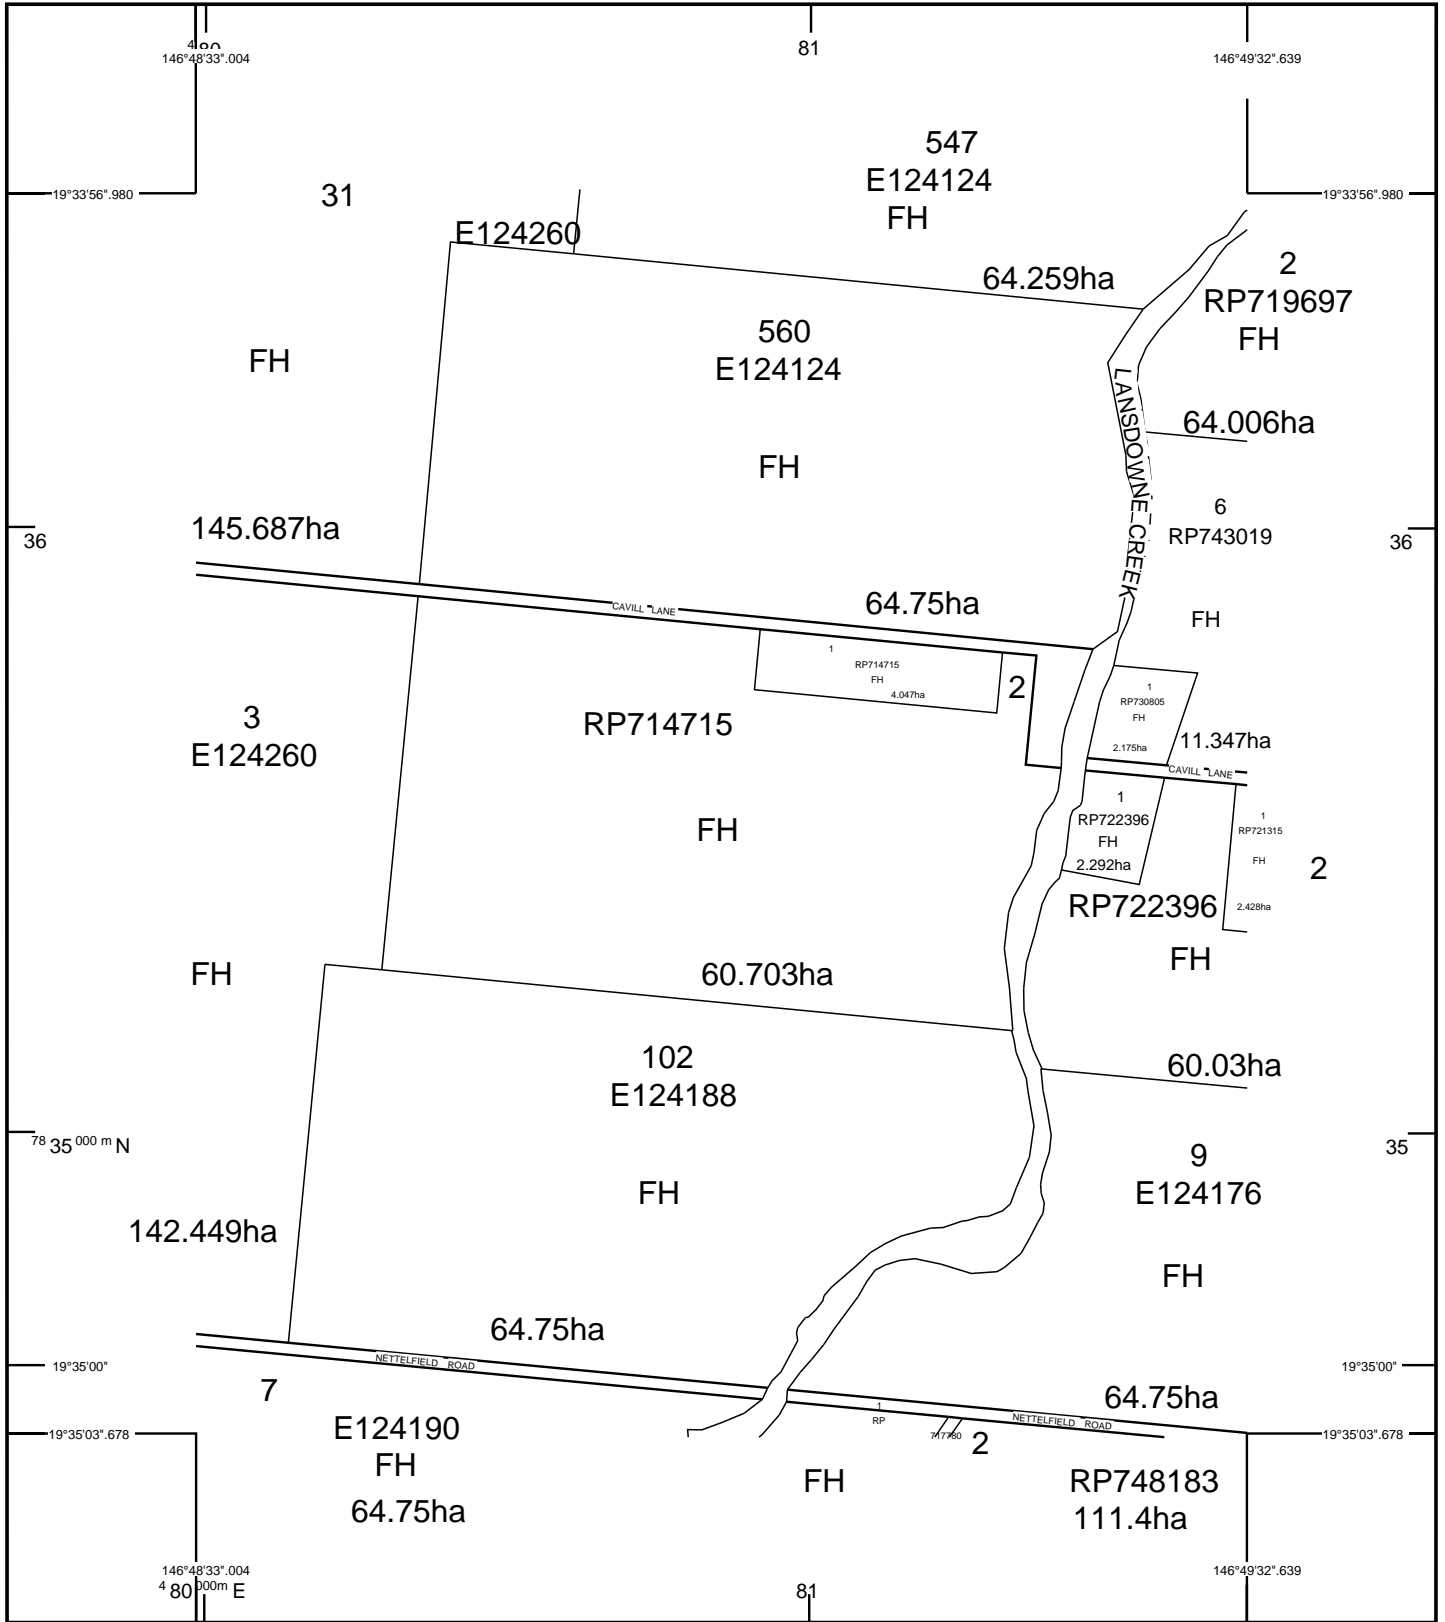 4 80
146°48'33".004
81
146°49'32".639
19°33'56".980
19°33'56".980
31
E124260
FH
145.687ha
547
E124124
FH
64.259ha
2
RP719697
FH
64.006ha
560
E124124
FH
64.75ha
LANSDOWNE CREEK
6
RP743019
FH
11.347ha
36
36
CAVILL LANE
1
RP714715
FH
4.047ha
2
RP714715
FH
60.703ha
3
E124260
FH
142.449ha
1
RP730805
FH
2.175ha
CAVILL LANE
1
RP722396
FH
2.292ha
1
RP721315
FH
2.428ha
2
RP722396
FH
60.03ha
102
E124188
FH
64.75ha
9
E124176
FH
64.75ha
78 35 000 m N
35
19°35'00"
19°35'00"
NETTELFIELD ROAD
NETTELFIELD ROAD
7
E124190
FH
64.75ha
1
RP
717780
2
FH
RP748183
111.4ha
19°35'03".678
19°35'03".678
146°48'33".004
4 80 000m E
81
146°49'32".639